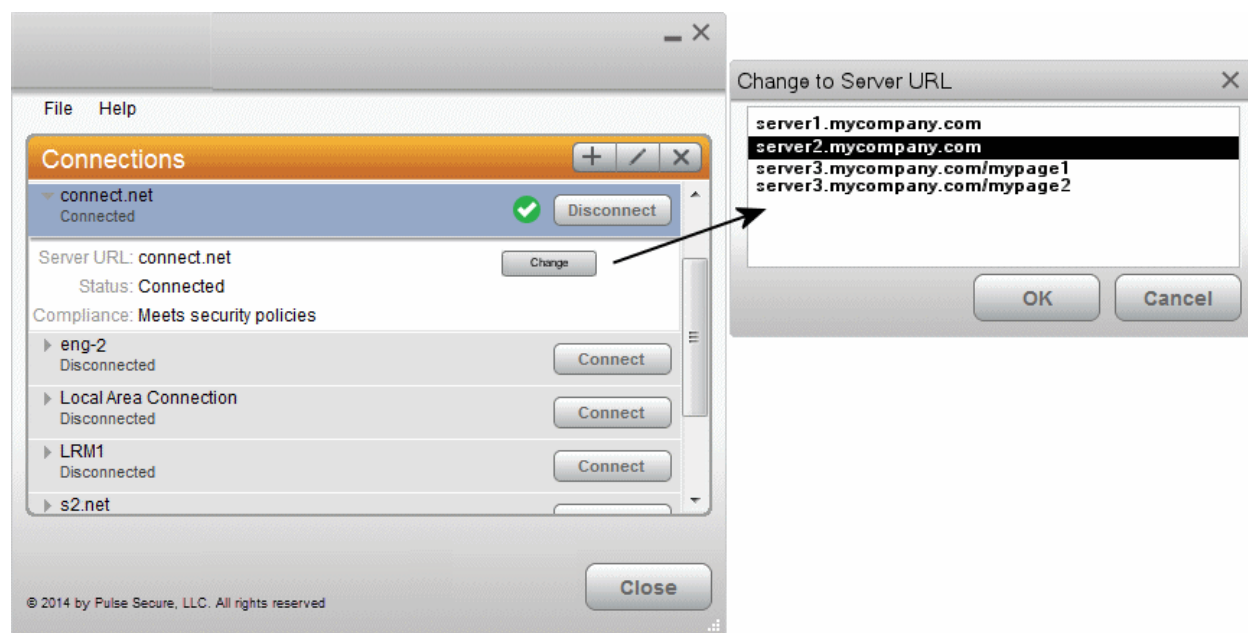 File Help
Connections
connect.net
Connected
Disconnect
Server URL: connect.net
Change
Status: Connected
Compliance: Meets security policies
eng-2
Disconnected
Connect
Local Area Connection
Disconnected
Connect
LRM1
Disconnected
Connect
s2.net
Close
© 2014 by Pulse Secure, LLC. All rights reserved
Change to Server URL
server1.mycompany.com
server2.mycompany.com
server3.mycompany.com/mypage1
server3.mycompany.com/mypage2
OK Cancel